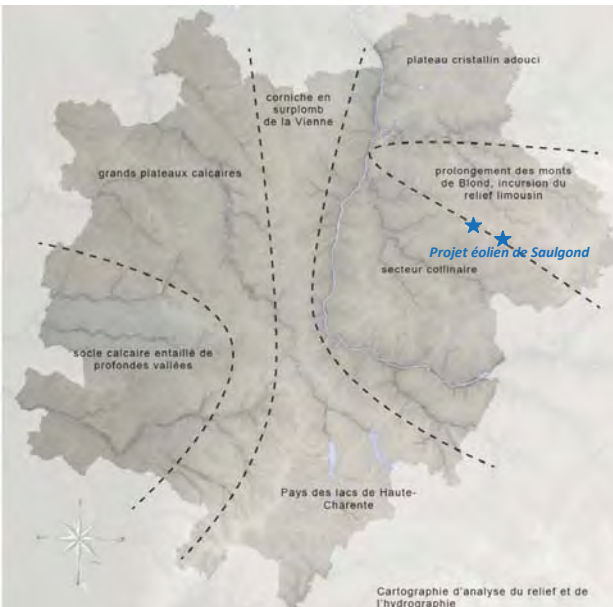 plateau cristallin adouci
corniche en
surplomb
de la Vienne
grands plateaux calcaires
prolongement des monts
de Blond, incursion du
relief limousin
Projet éolien de Saulgond
secteur collinaire
socle calcaire entaillé de
profondes vallées
Pays des lacs de Haute-
Charente
Cartographie d'analyse du relief et de
l'hydrographie